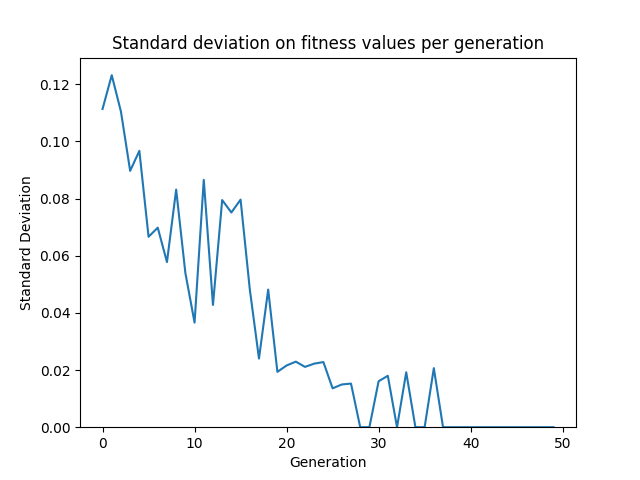 Standard deviation on fitness values per generation
0.12
0.10
0.08
0.06
0.04
0.02
0.00
Standard Deviation
0 10 20 30 40 50
Generation